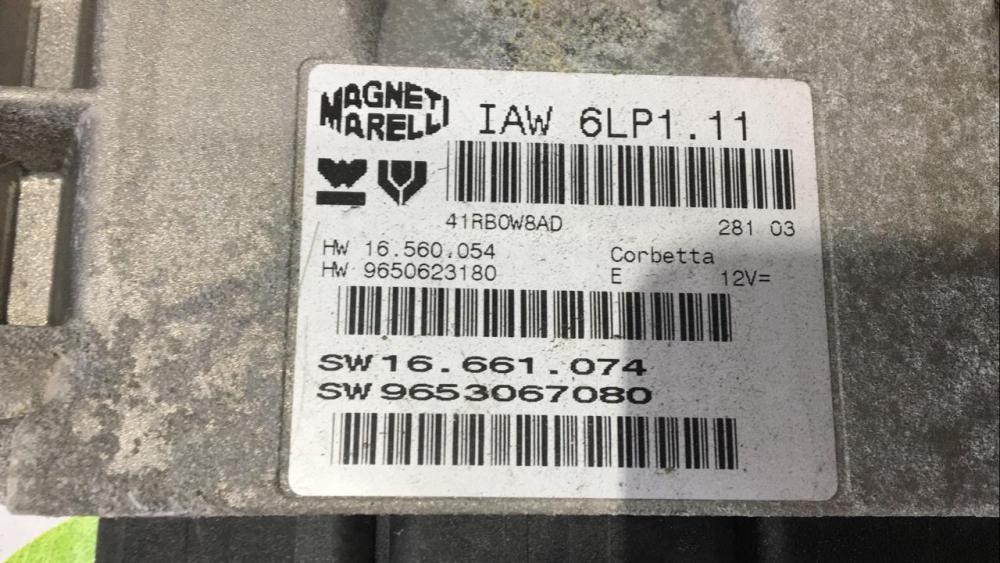 MAGNETI MARELLI
IAW 6LP1.11
41RB0W8AD 281 03
HW 16.560.054 Corbetta
HW 9650623180 E 12V=
SW 16.661.074
SW 9653067080